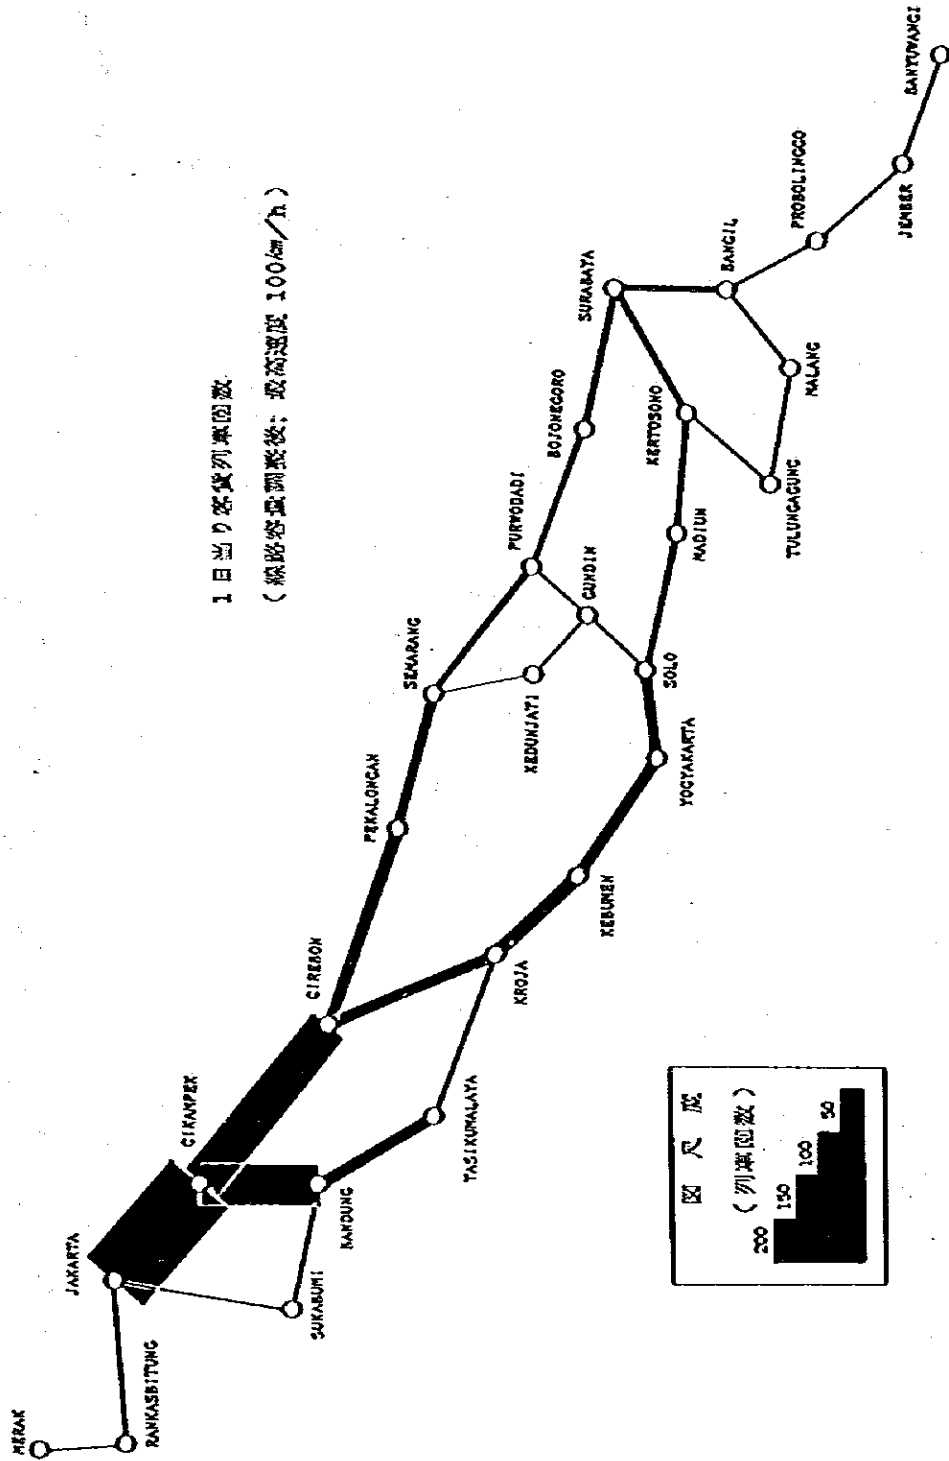 1日当り客貨列車回数
(線路容量調整後; 最高速度 100km/h)
MERAK
RANKASBITUNG
JAKARTA
SUKABUMI
CIKAMPEK
BANDUNG
CIREBON
TASIKUMALAYA
KROJA
PEKALONGAN
KEBUMEN
SEMARANG
YOGYAKARTA
KEDUNJATI
SOLO
GUNDIN
PURWODADI
MADIUN
BOJONEGORO
KERTOSONO
TULUNGAGUNG
SURABAYA
MALANG
BANGIL
PROBOLINGGO
JEMBER
BANYUWANGI
図 尺 度
(列車回数)
200
150
100
50